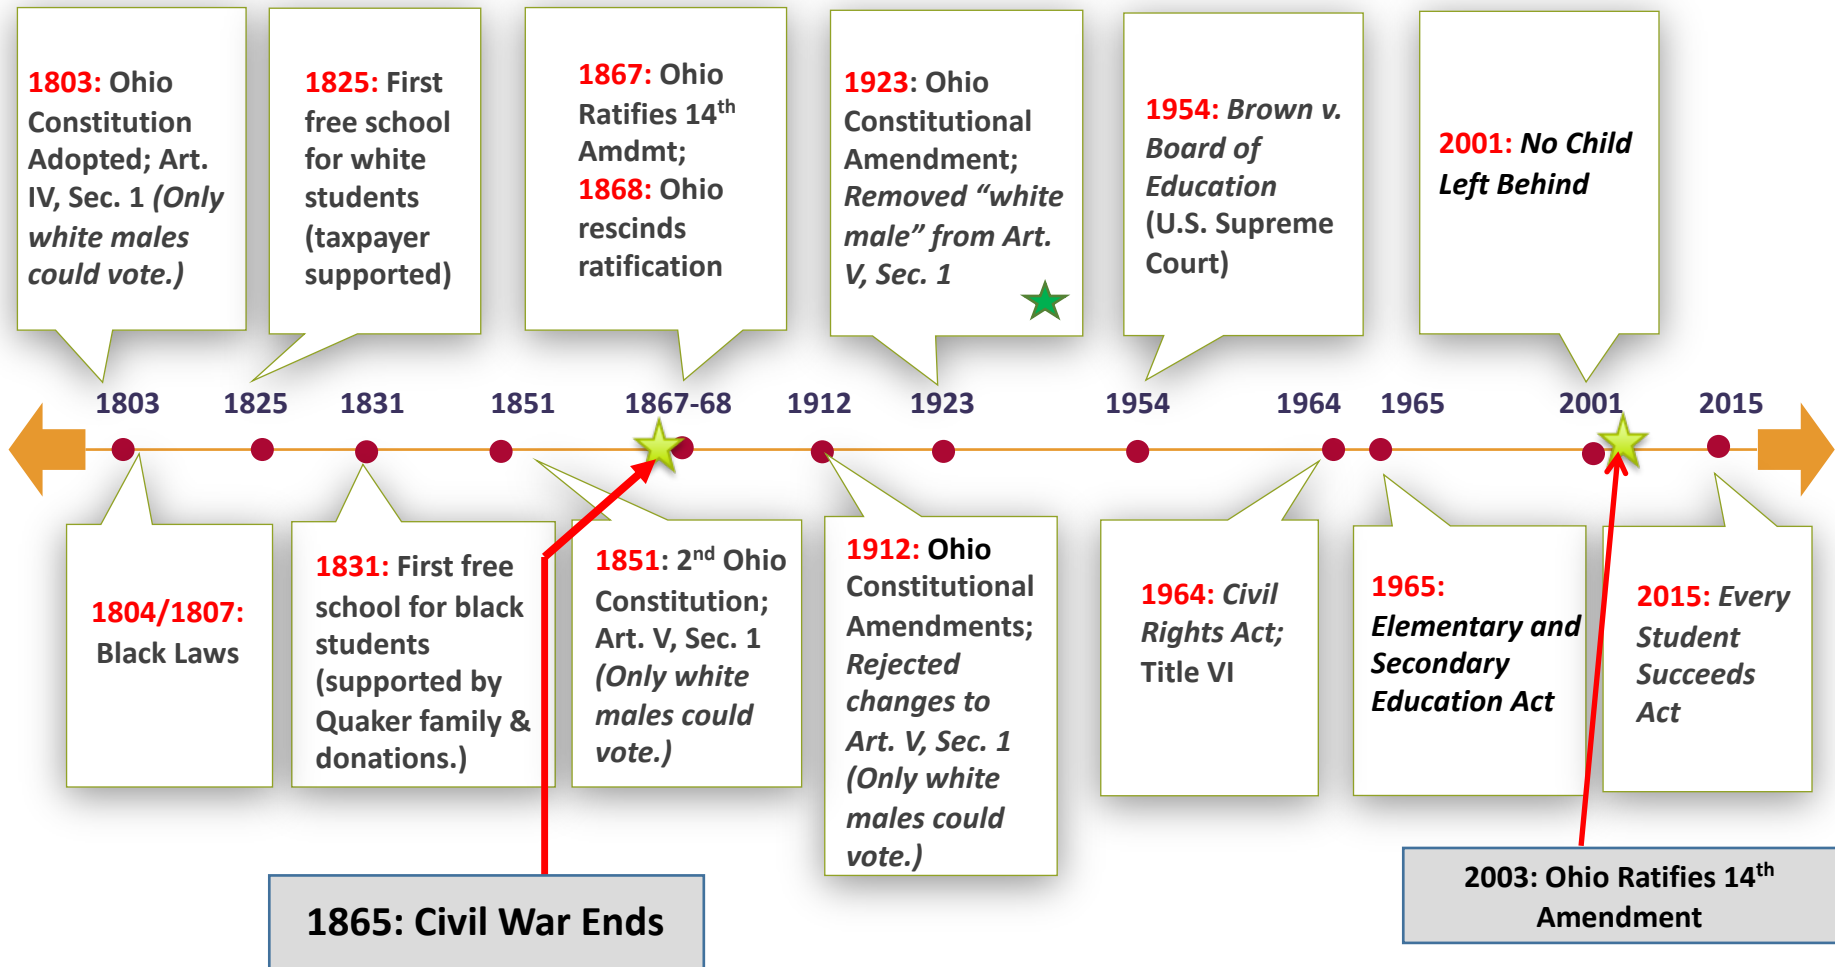 1803: Ohio
Constitution
Adopted; Art.
IV, Sec. 1 (Only
white males
could vote.)
1825: First
free school
for white
students
(taxpayer
supported)
1867: Ohio
Ratifies 14th
Amdmt;
1868: Ohio
rescinds
ratification
1923: Ohio
Constitutional
Amendment;
Removed “white
male” from Art.
V, Sec. 1
1954: Brown v.
Board of
Education
(U.S. Supreme
Court)
2001: No Child
Left Behind
1803 1825 1831 1851 1867-68 1912 1923 1954 1964 1965 2001 2015
1804/1807:
Black Laws
1831: First free
school for black
students
(supported by
Quaker family &
donations.)
1851: 2nd Ohio
Constitution;
Art. V, Sec. 1
(Only white
males could
vote.)
1912: Ohio
Constitutional
Amendments;
Rejected
changes to
Art. V, Sec. 1
(Only white
males could
vote.)
1964: Civil
Rights Act;
Title VI
1965:
Elementary and
Secondary
Education Act
2015: Every
Student
Succeeds
Act
1865: Civil War Ends
2003: Ohio Ratifies 14th
Amendment